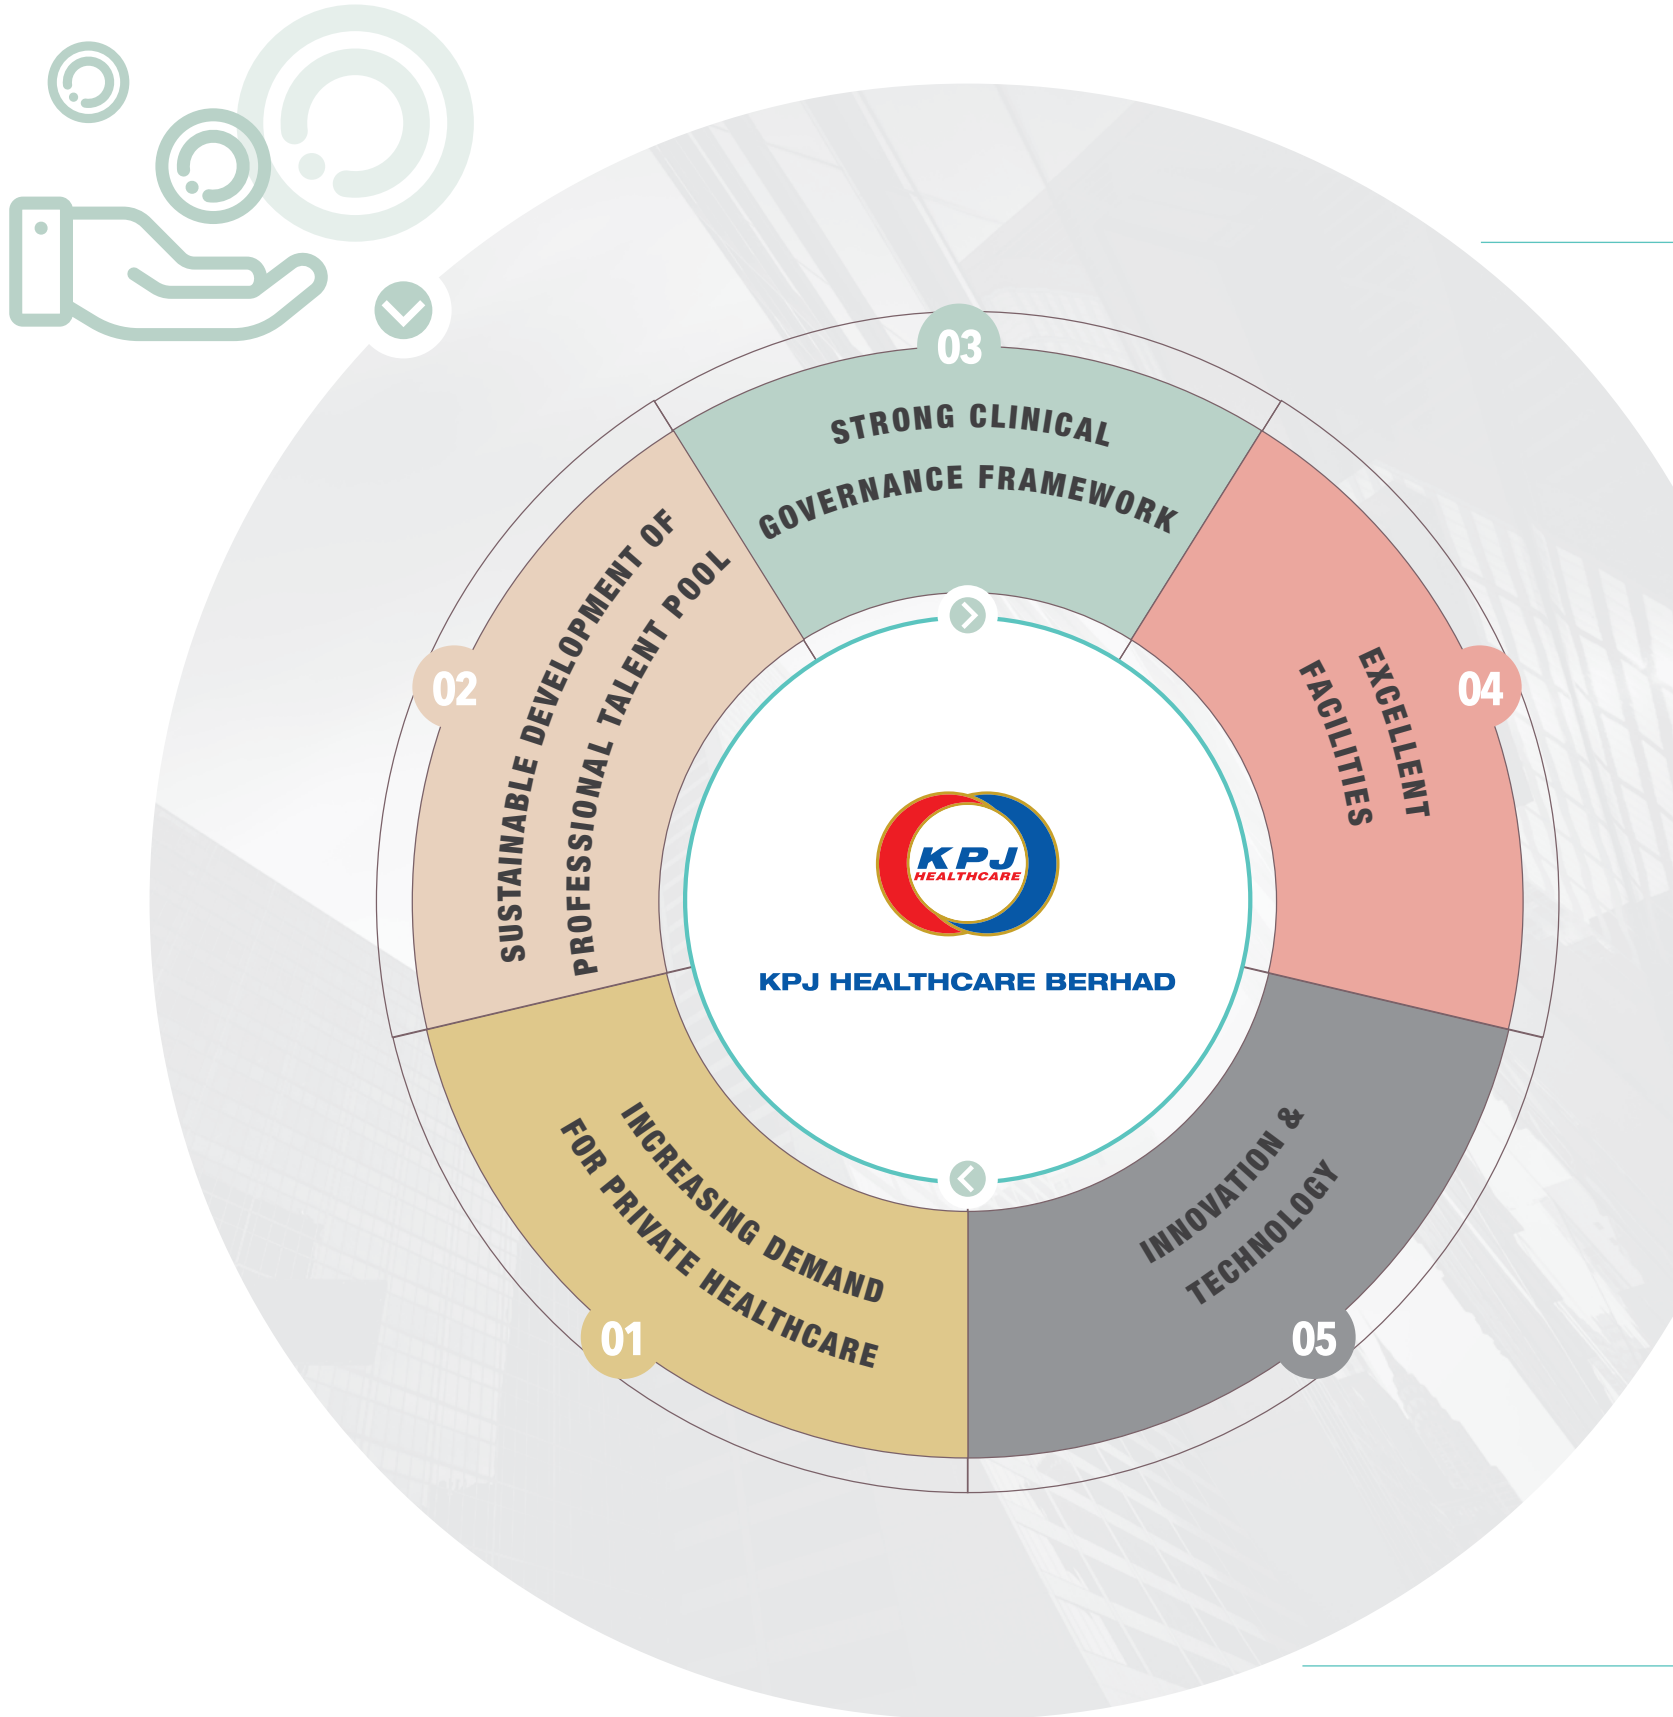 03
STRONG CLINICAL
GOVERNANCE FRAMEWORK
02
SUSTAINABLE DEVELOPMENT OF
PROFESSIONAL TALENT POOL
04
EXCELLENT
FACILITIES
KPJ
HEALTHCARE
KPJ HEALTHCARE BERHAD
01
INCREASING DEMAND
FOR PRIVATE HEALTHCARE
05
INNOVATION &
TECHNOLOGY